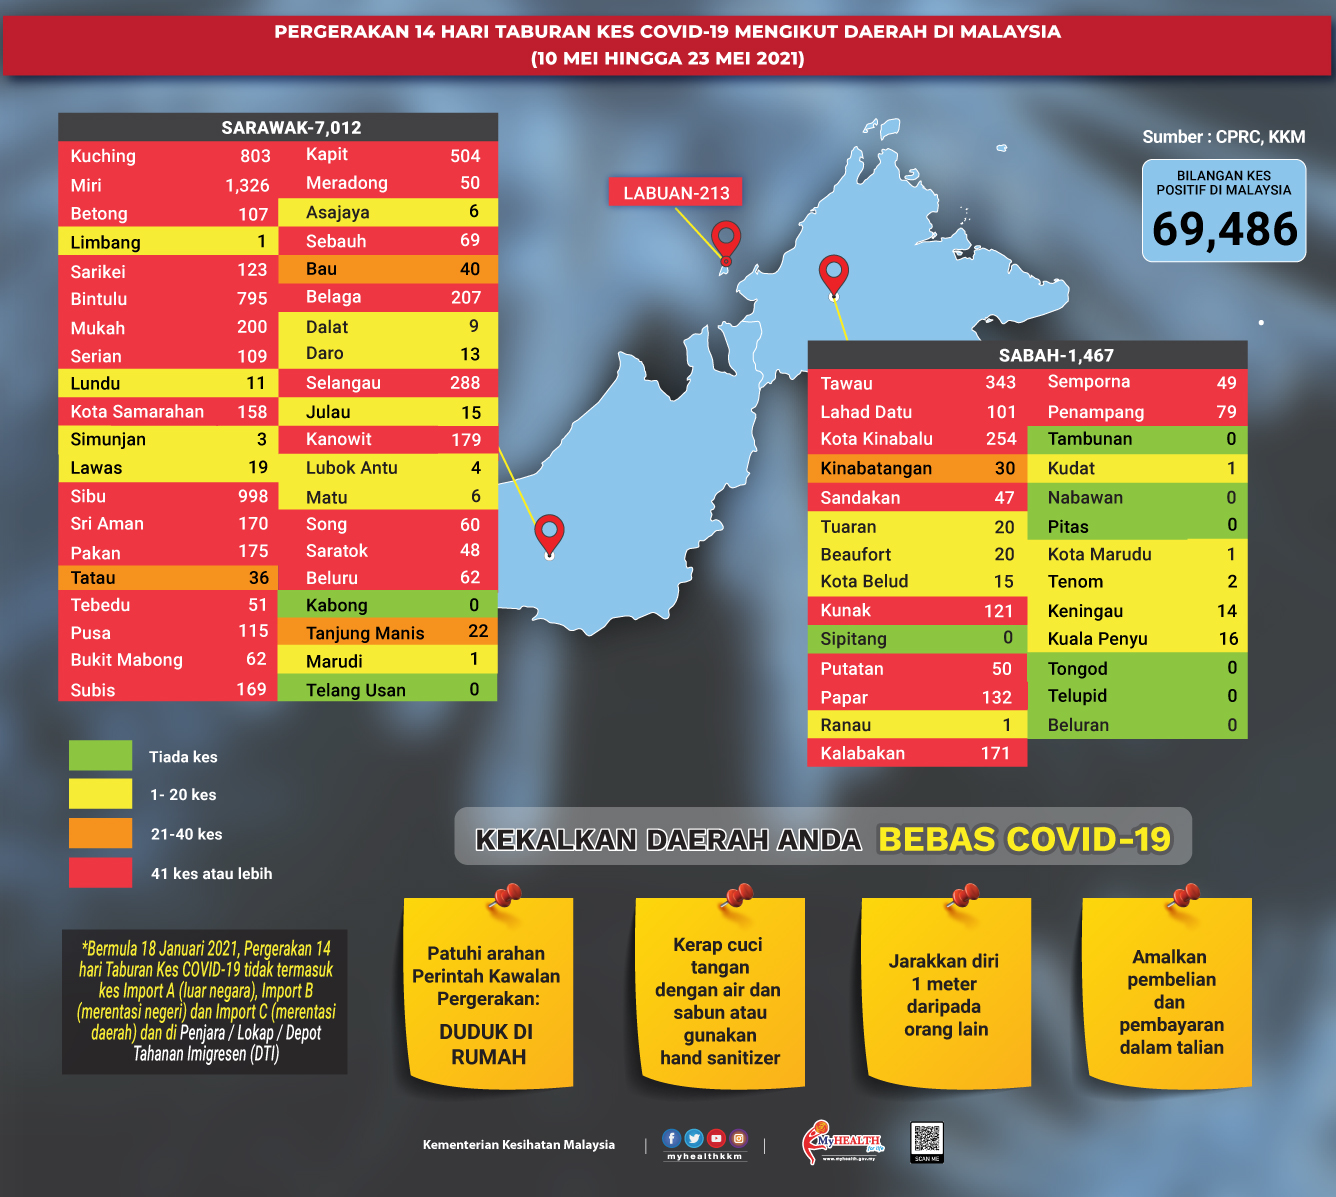 PERGERAKAN 14 HARI TABURAN KES COVID-19 MENGIKUT DAERAH DI MALAYSIA
(10 MEI HINGGA 23 MEI 2021)
Sumber : CPRC, KKM
BILANGAN KES
POSITIF DI MALAYSIA
69,486
LABUAN-213
SARAWAK-7,012
Kuching 803
Miri 1,326
Betong 107
Limbang 1
Sarikei 123
Bintulu 795
Mukah 200
Serian 109
Lundu 11
Kota Samarahan 158
Simunjan 3
Lawas 19
Sibu 998
Sri Aman 170
Pakan 175
Tatau 36
Tebedu 51
Pusa 115
Bukit Mabong 62
Subis 169
Kapit 504
Meradong 50
Asajaya 6
Sebauh 69
Bau 40
Belaga 207
Dalat 9
Daro 13
Selangau 288
Julau 15
Kanowit 179
Lubok Antu 4
Matu 6
Song 60
Saratok 48
Beluru 62
Kabong 0
Tanjung Manis 22
Marudi 1
Telang Usan 0
SABAH-1,467
Tawau 343
Lahad Datu 101
Kota Kinabalu 254
Kinabatangan 30
Sandakan 47
Tuaran 20
Beaufort 20
Kota Belud 15
Kunak 121
Sipitang 0
Putatan 50
Papar 132
Ranau 1
Kalabakan 171
Semporna 49
Penampang 79
Tambunan 0
Kudat 1
Nabawan 0
Pitas 0
Kota Marudu 1
Tenom 2
Keningau 14
Kuala Penyu 16
Tongod 0
Telupid 0
Beluran 0
Tiada kes
1- 20 kes
21-40 kes
41 kes atau lebih
*Bermula 18 Januari 2021, Pergerakan 14
hari Taburan Kes COVID-19 tidak termasuk
kes Import A (luar negara), Import B
(merentasi negeri) dan Import C (merentasi
daerah) dan di Penjara / Lokap / Depot
Tahanan Imigresen (DTI)
KEKALKAN DAERAH ANDA BEBAS COVID-19
Patuhi arahan
Perintah Kawalan
Pergerakan:
DUDUK DI
RUMAH
Kerap cuci
tangan
dengan air dan
sabun atau
gunakan
hand sanitizer
Jarakkan diri
1 meter
daripada
orang lain
Amalkan
pembelian
dan
pembayaran
dalam talian
Kementerian Kesihatan Malaysia
myhealthkkm
MyHEALTH
for life
www.myhealth.gov.my
SCAN ME